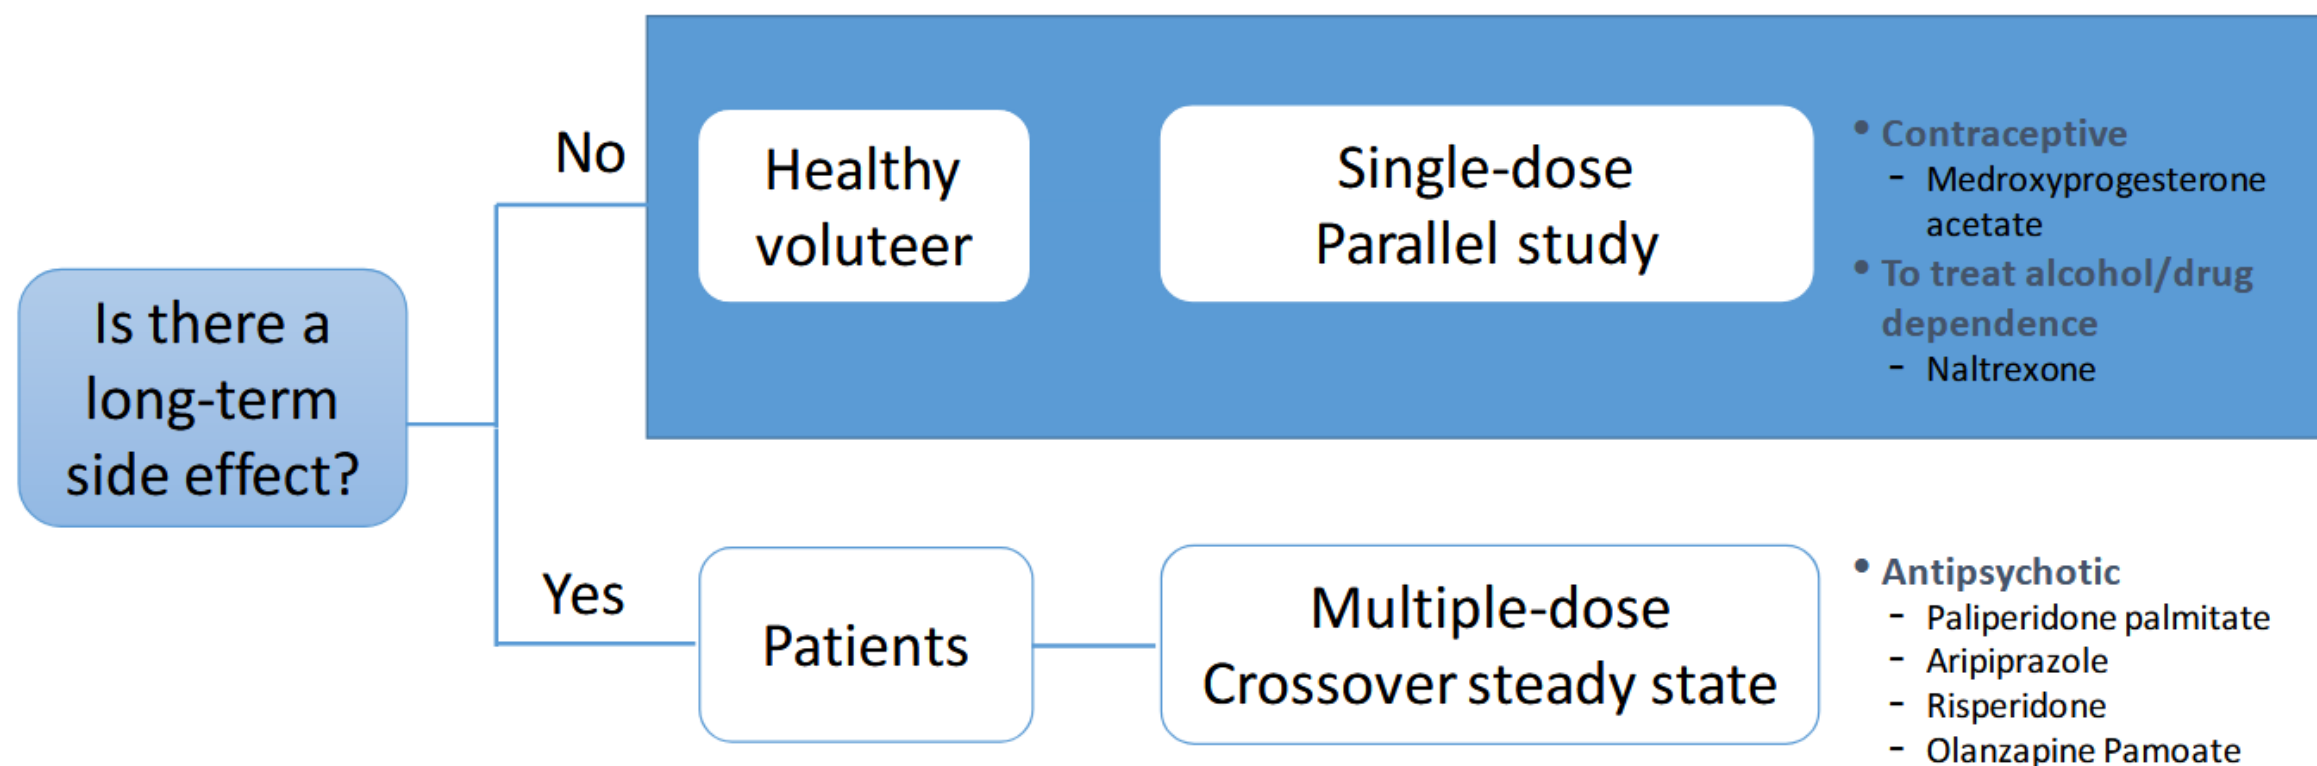 Is there a
long-term
side effect?
No
Healthy
voluteer
Single-dose
Parallel study
• Contraceptive
- Medroxyprogesterone
acetate
• To treat alcohol/drug
dependence
- Naltrexone
Yes
Patients
Multiple-dose
Crossover steady state
• Antipsychotic
- Paliperidone palmitate
- Aripiprazole
- Risperidone
- Olanzapine Pamoate